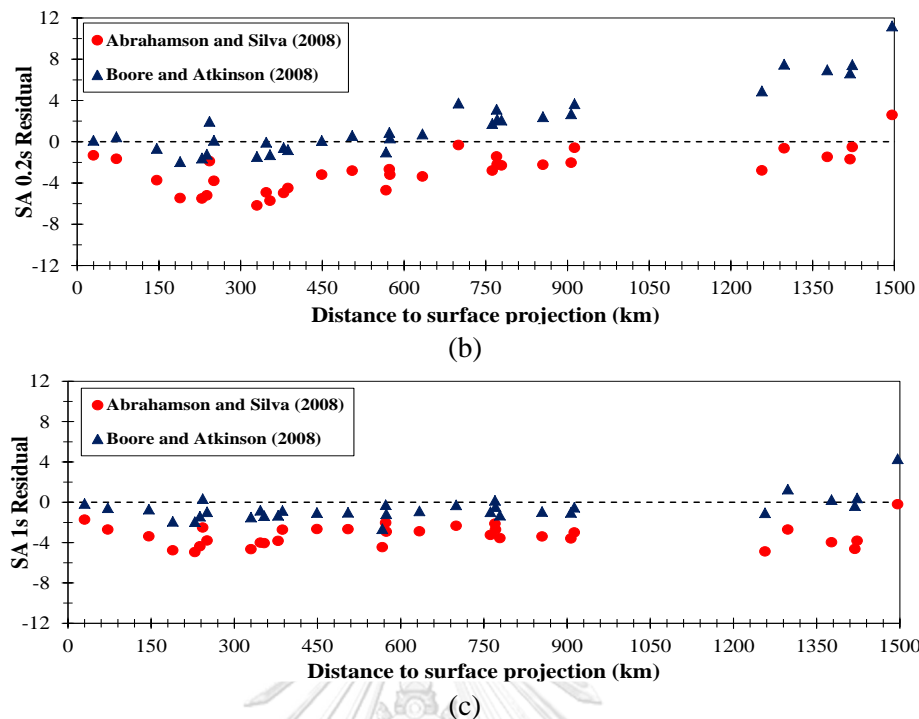 12
8
4
0
-4
-8
-12
SA 0.2s Residual
Abrahamson and Silva (2008)
Boore and Atkinson (2008)
0 150 300 450 600 750 900 1050 1200 1350 1500
Distance to surface projection (km)
(b)
12
8
4
0
-4
-8
-12
SA 1s Residual
Abrahamson and Silva (2008)
Boore and Atkinson (2008)
0 150 300 450 600 750 900 1050 1200 1350 1500
Distance to surface projection (km)
(c)